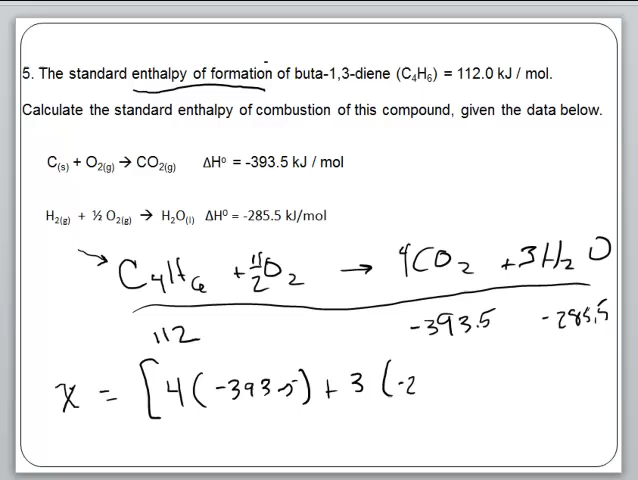 5. The standard enthalpy of formation of buta-1,3-diene (C₄H₆) = 112.0 kJ / mol.
Calculate the standard enthalpy of combustion of this compound, given the data below.
C(s) + O₂(g) → CO₂(g) ΔHº = -393.5 kJ / mol
H₂(g) + ½ O₂(g) → H₂O(l) ΔHº = -285.5 kJ/mol
→ C₄H₆ + 11/2 O₂ → 4CO₂ + 3H₂O
112 -393.5 -285.5
x = [4(-393.5) + 3(-2